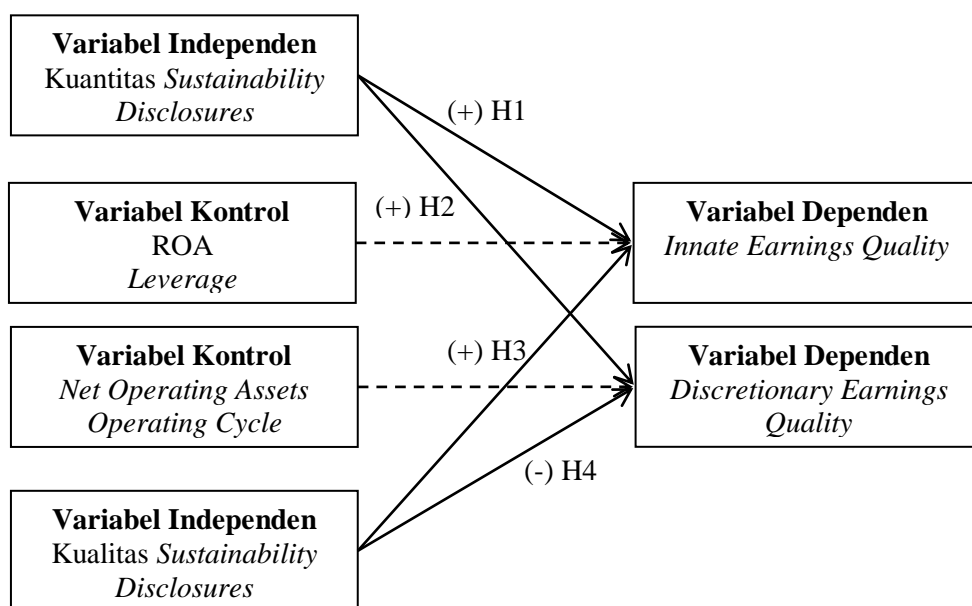 Variabel Independen
Kuantitas Sustainability
Disclosures
(+) H1
Variabel Kontrol
ROA
Leverage
(+) H2
Variabel Dependen
Innate Earnings Quality
Variabel Kontrol
Net Operating Assets
Operating Cycle
(+) H3
Variabel Dependen
Discretionary Earnings
Quality
(-) H4
Variabel Independen
Kualitas Sustainability
Disclosures